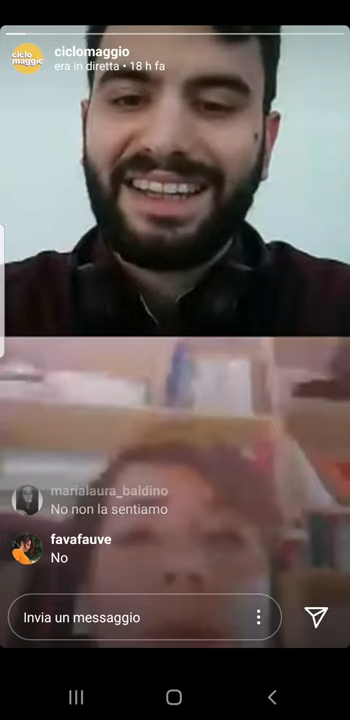 ciclo
maggio
ciclomaggio
era in diretta • 18 h fa
marialaura_baldino
No non la sentiamo
favafauve
No
Invia un messaggio